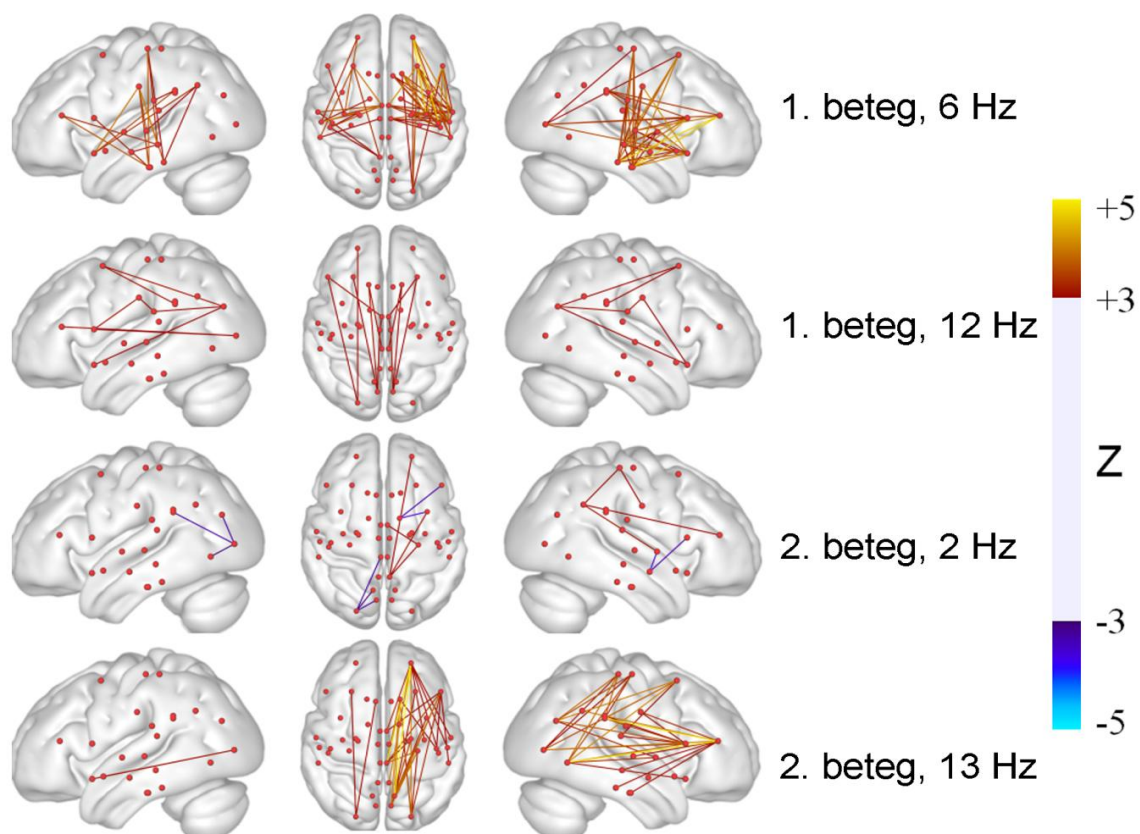 1. beteg, 6 Hz
+5
+3
1. beteg, 12 Hz
Z
2. beteg, 2 Hz
-3
-5
2. beteg, 13 Hz